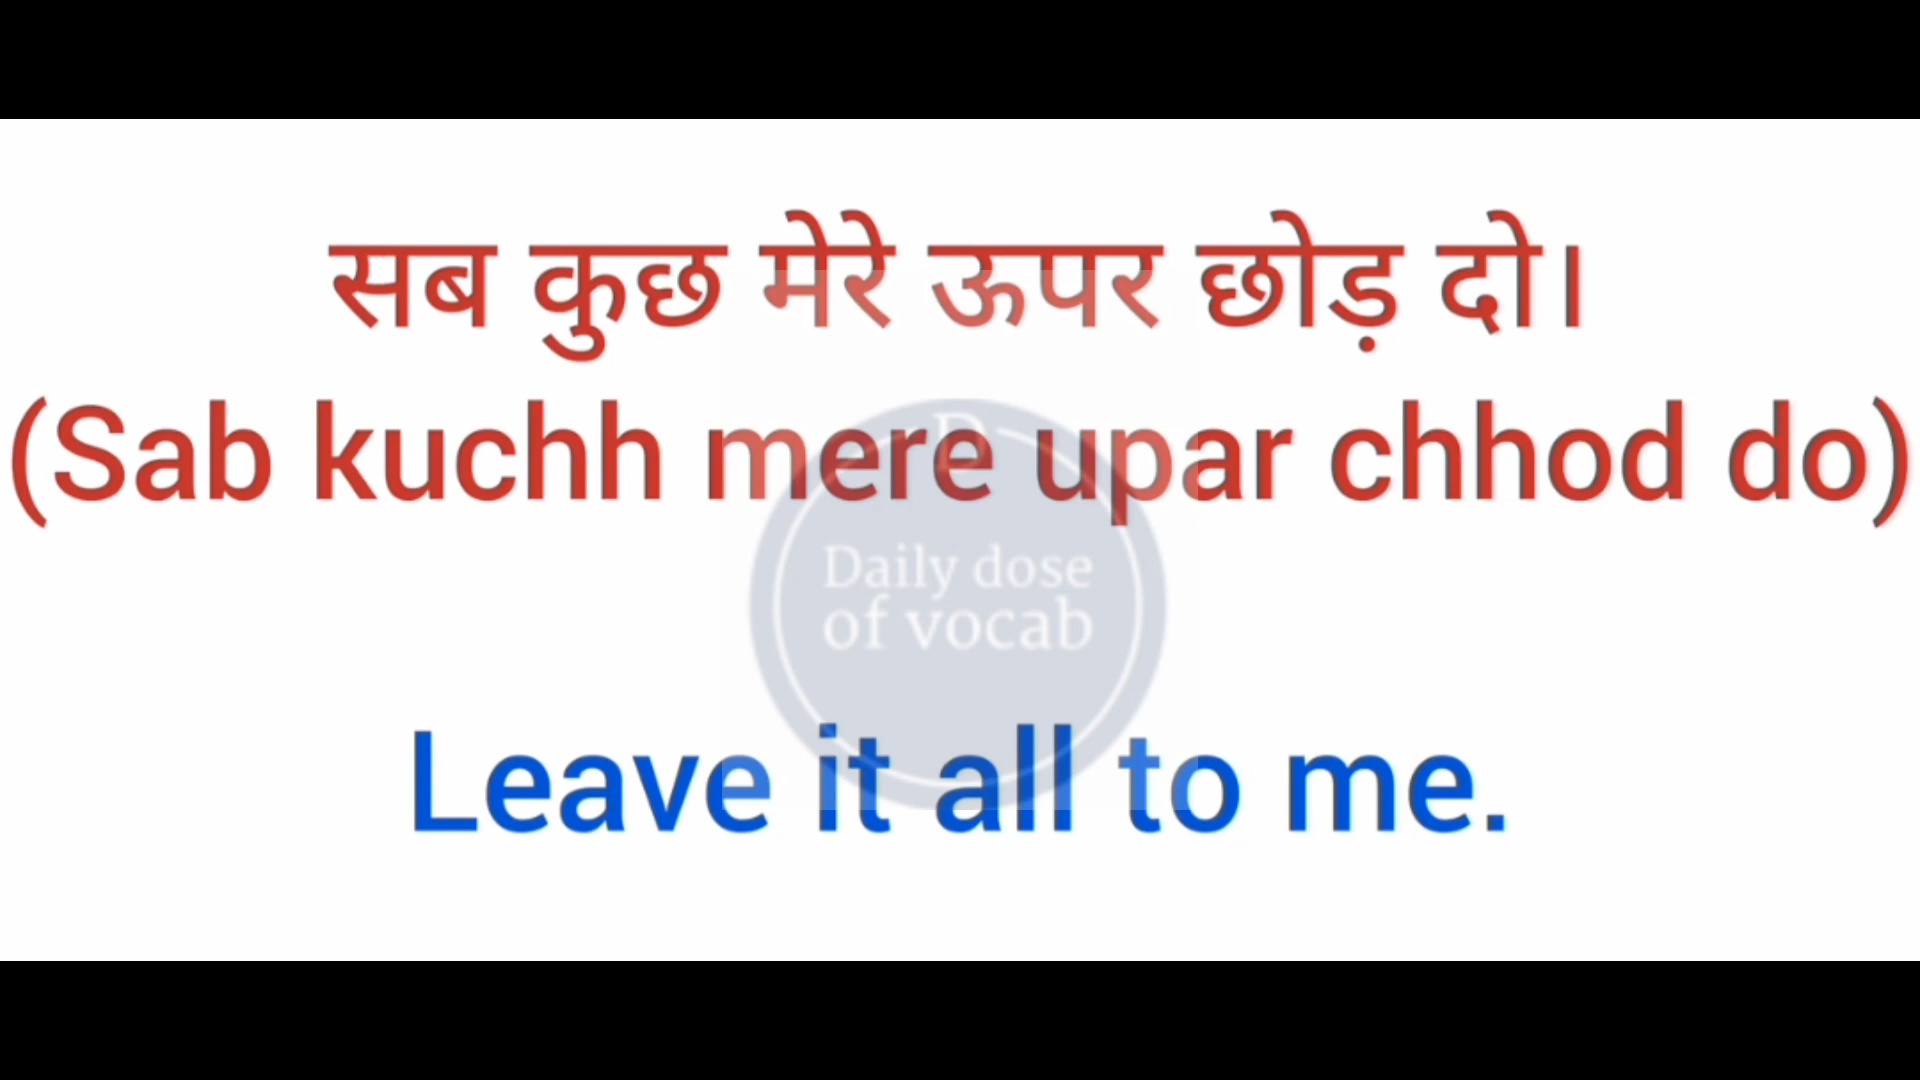 सब कुछ मेरे ऊपर छोड़ दो।
(Sab kuchh mere upar chhod do)
D
Daily dose
of vocab
Leave it all to me.